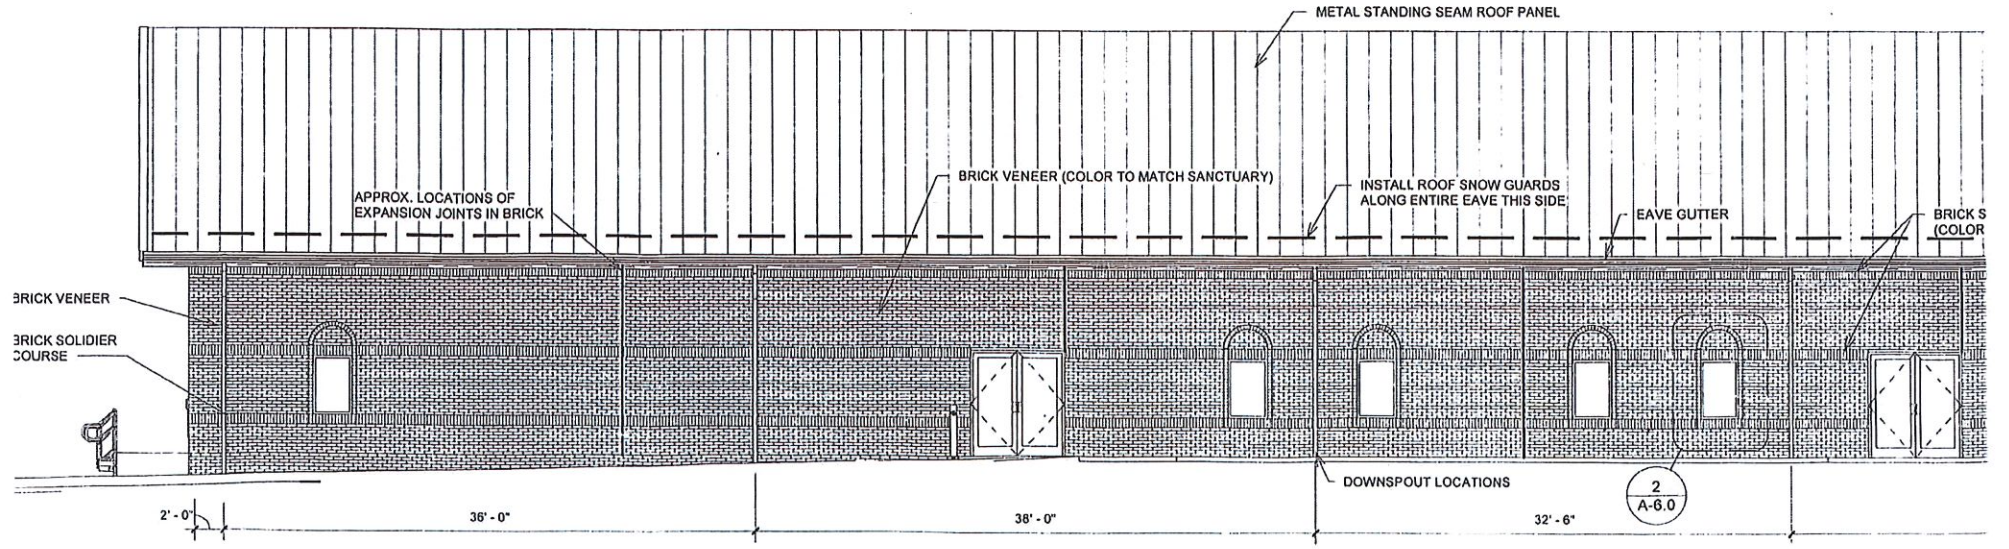 METAL STANDING SEAM ROOF PANEL
BRICK VENEER (COLOR TO MATCH SANCTUARY)
APPROX. LOCATIONS OF
EXPANSION JOINTS IN BRICK
INSTALL ROOF SNOW GUARDS
ALONG ENTIRE EAVE THIS SIDE
EAVE GUTTER
BRICK S
(COLOR
BRICK VENEER
BRICK SOLIDIER
COURSE
DOWNSPOUT LOCATIONS
2
A-6.0
2' - 0"
36' - 0"
38' - 0"
32' - 6"